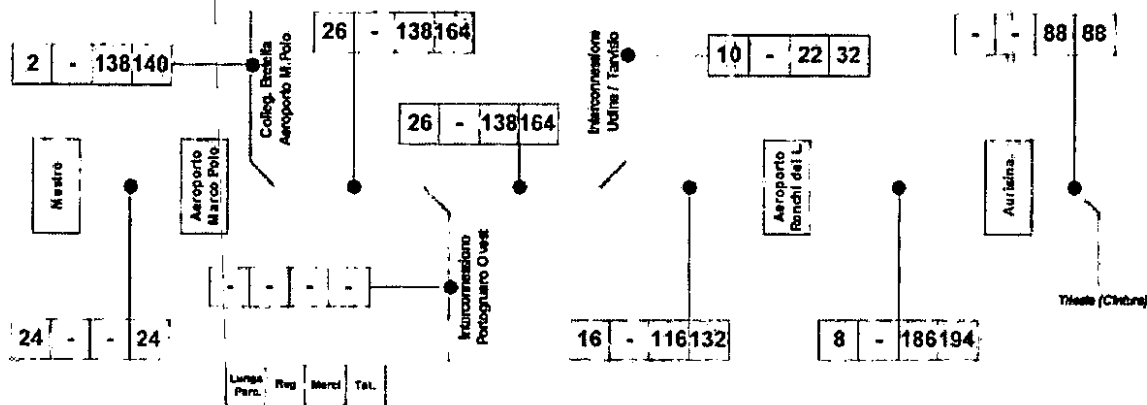 26 - 138 164
- - 88 88
2 - 138 140
Colleg. Bretella
Aeroporto M. Polo
Interconnessione
Udine / Tarvisio
10 - 22 32
26 - 138 164
Mestre
Aeroporto
Marco Polo
Aeroporto
Ronchi dei L.
Aurisina
Interconnessione
Portogruaro Ovest
- - - -
Trieste (Cintura)
24 - - 24
16 - 116 132
8 - 186 194
Lunga
Perc. Reg Merci Tot.